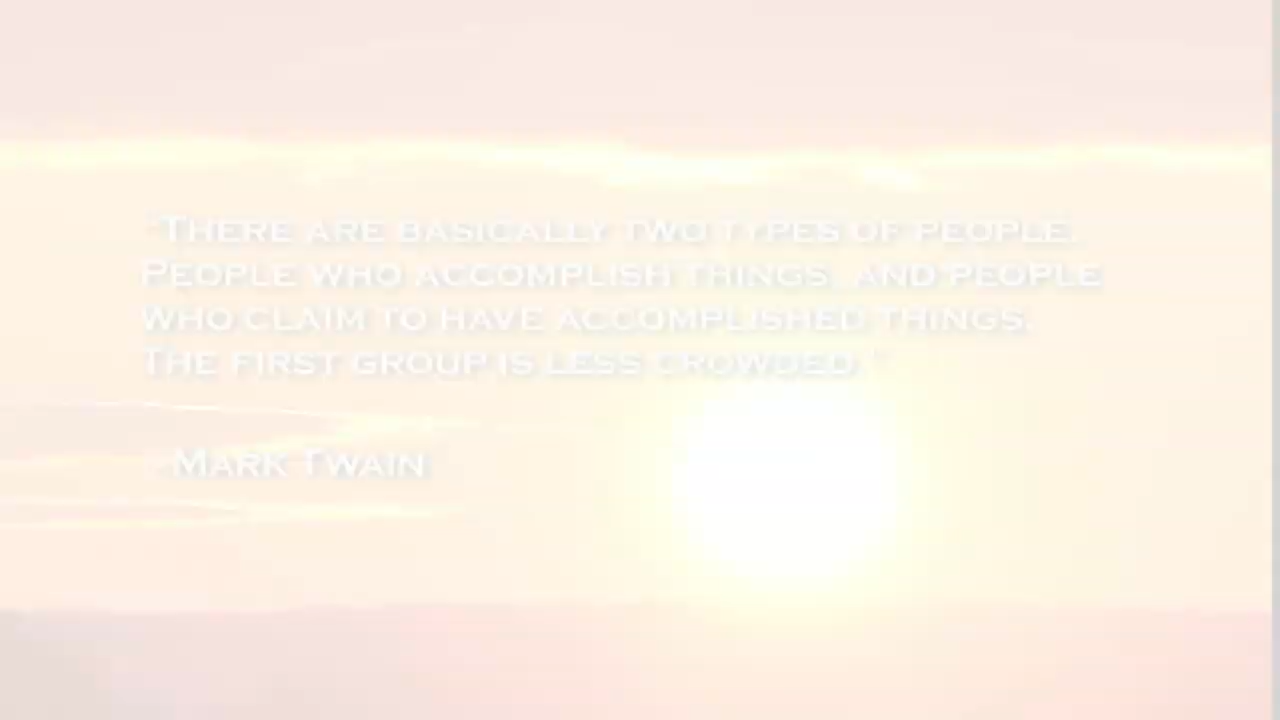 "There are basically two types of people.
People who accomplish things, and people
who claim to have accomplished things.
The first group is less crowded."
-Mark Twain